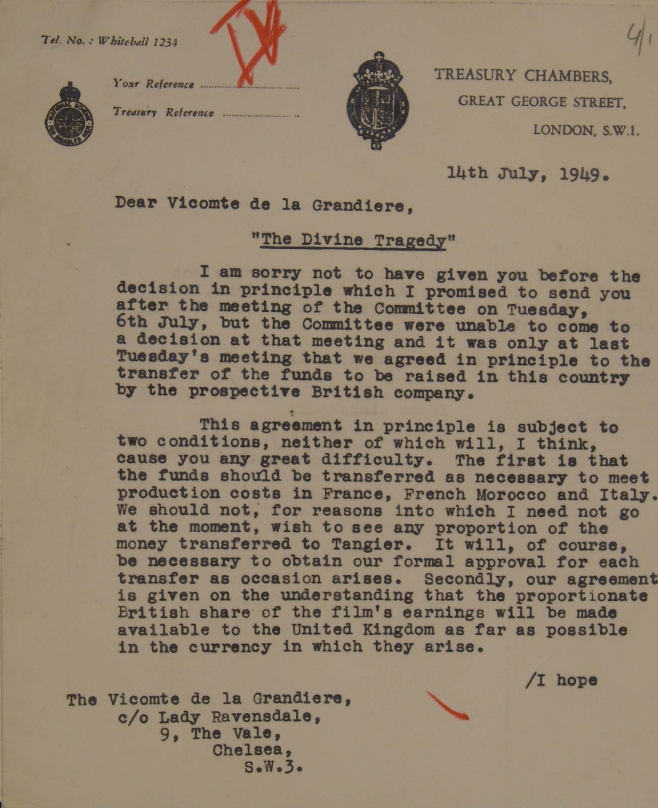 Tel. No. : Whitehall 1234
IV
4/1
Your Reference ..............................
Treasury Reference ......................
TREASURY CHAMBERS,
GREAT GEORGE STREET,
LONDON, S.W.1.
14th July, 1949.
Dear Vicomte de la Grandiere,
"The Divine Tragedy"
I am sorry not to have given you before the
decision in principle which I promised to send you
after the meeting of the Committee on Tuesday,
6th July, but the Committee were unable to come to
a decision at that meeting and it was only at last
Tuesday's meeting that we agreed in principle to the
transfer of the funds to be raised in this country
by the prospective British company.
This agreement in principle is subject to
two conditions, neither of which will, I think,
cause you any great difficulty. The first is that
the funds should be transferred as necessary to meet
production costs in France, French Morocco and Italy.
We should not, for reasons into which I need not go
at the moment, wish to see any proportion of the
money transferred to Tangier. It will, of course,
be necessary to obtain our formal approval for each
transfer as occasion arises. Secondly, our agreement
is given on the understanding that the proportionate
British share of the film's earnings will be made
available to the United Kingdom as far as possible
in the currency in which they arise.
/I hope
The Vicomte de la Grandiere,
c/o Lady Ravensdale,
9, The Vale,
Chelsea,
S.W.3.